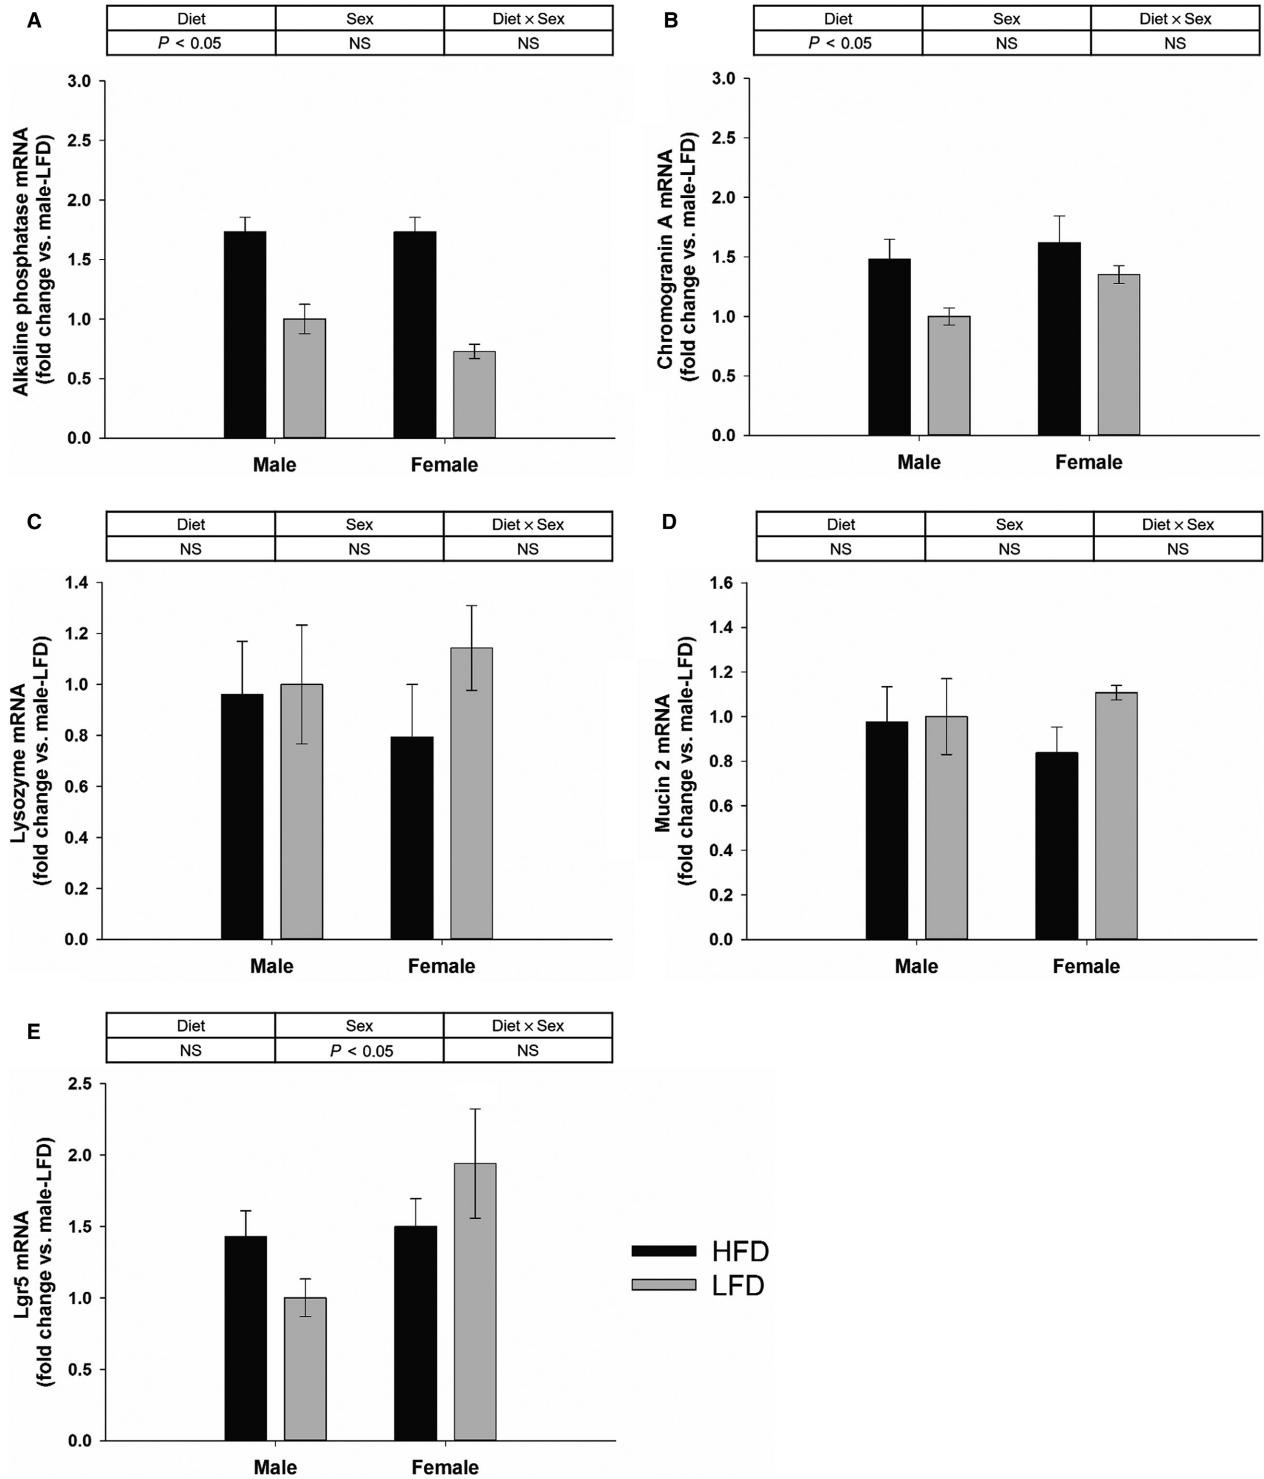 A
Diet Sex Diet × Sex
P < 0.05 NS NS
Alkaline phosphatase mRNA
(fold change vs. male-LFD)
3.0
2.5
2.0
1.5
1.0
0.5
0.0
Male Female
B
Diet Sex Diet × Sex
P < 0.05 NS NS
Chromogranin A mRNA
(fold change vs. male-LFD)
3.0
2.5
2.0
1.5
1.0
0.5
0.0
Male Female
C
Diet Sex Diet × Sex
NS NS NS
Lysozyme mRNA
(fold change vs. male-LFD)
1.4
1.2
1.0
0.8
0.6
0.4
0.2
0.0
Male Female
D
Diet Sex Diet × Sex
NS NS NS
Mucin 2 mRNA
(fold change vs. male-LFD)
1.6
1.4
1.2
1.0
0.8
0.6
0.4
0.2
0.0
Male Female
E
Diet Sex Diet × Sex
NS P < 0.05 NS
Lgr5 mRNA
(fold change vs. male-LFD)
2.5
2.0
1.5
1.0
0.5
0.0
Male Female
HFD
LFD